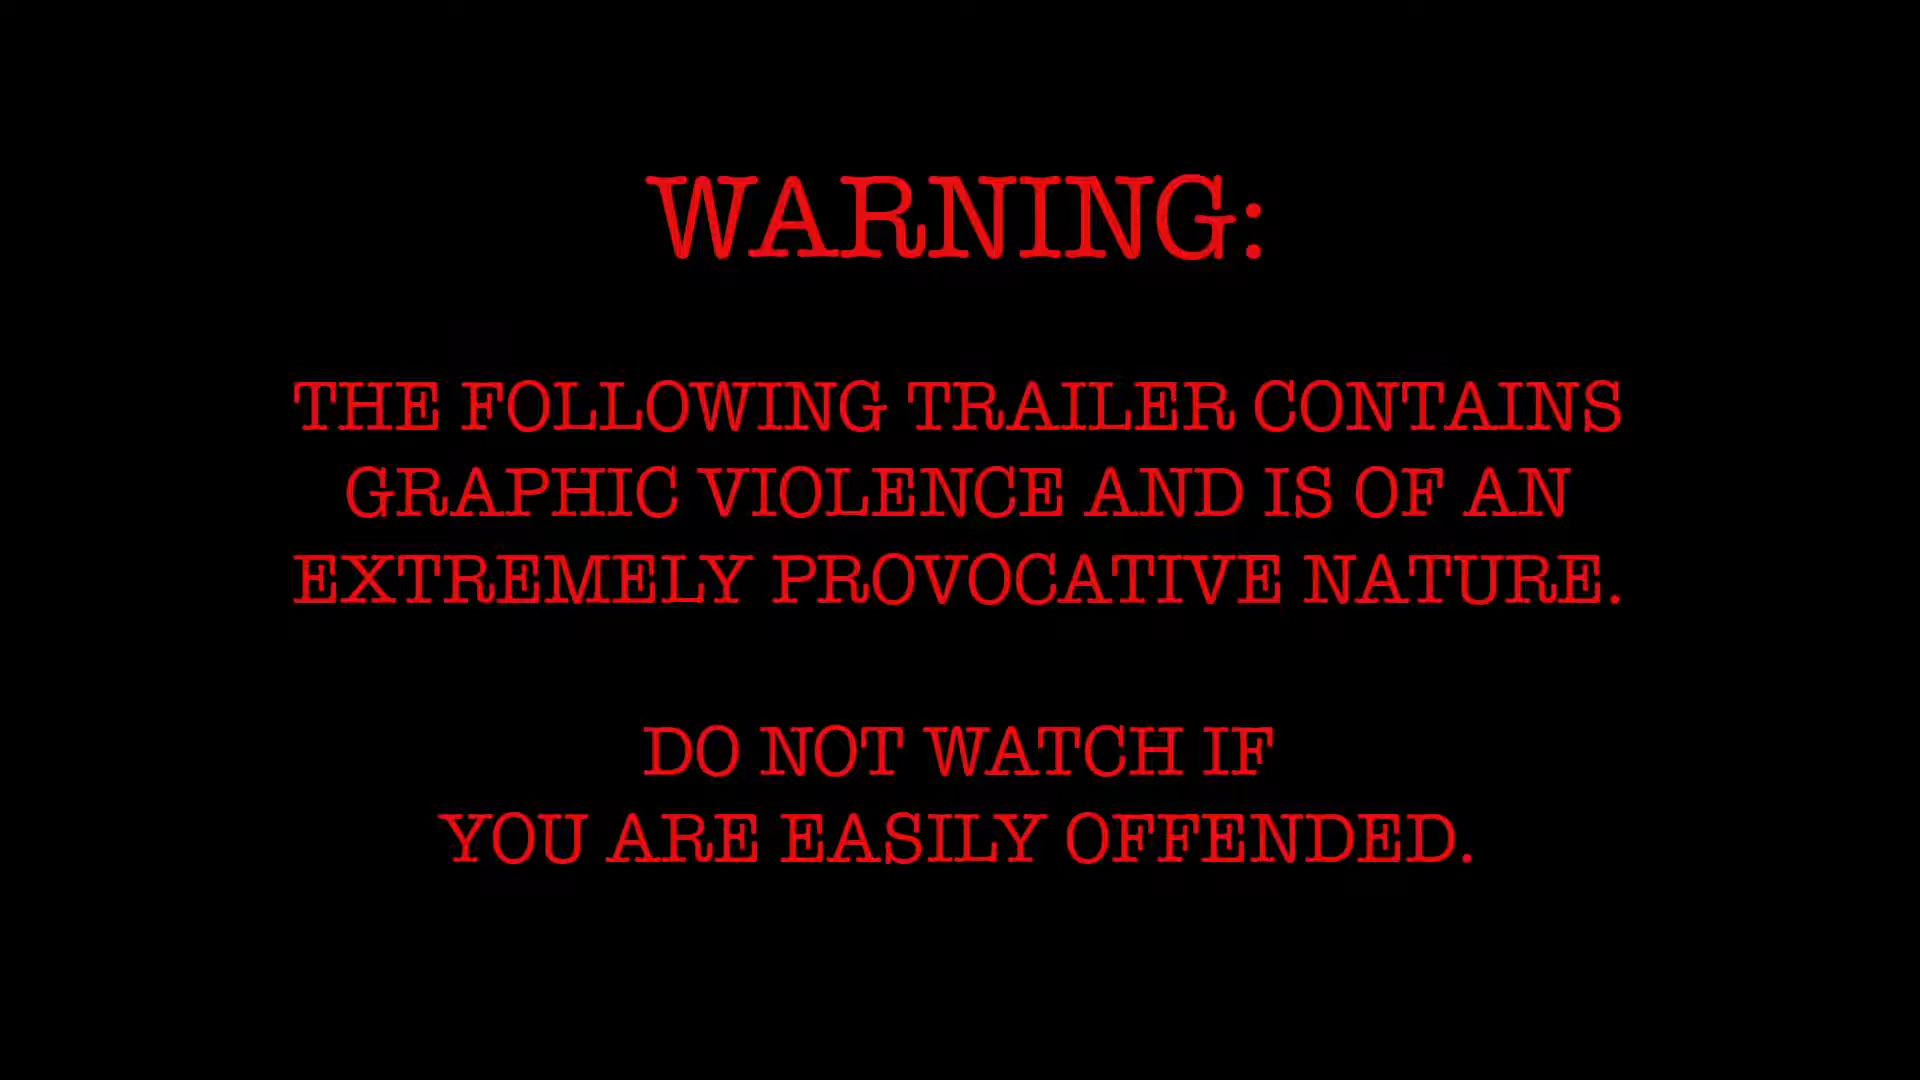 WARNING:
THE FOLLOWING TRAILER CONTAINS
GRAPHIC VIOLENCE AND IS OF AN
EXTREMELY PROVOCATIVE NATURE.
DO NOT WATCH IF
YOU ARE EASILY OFFENDED.